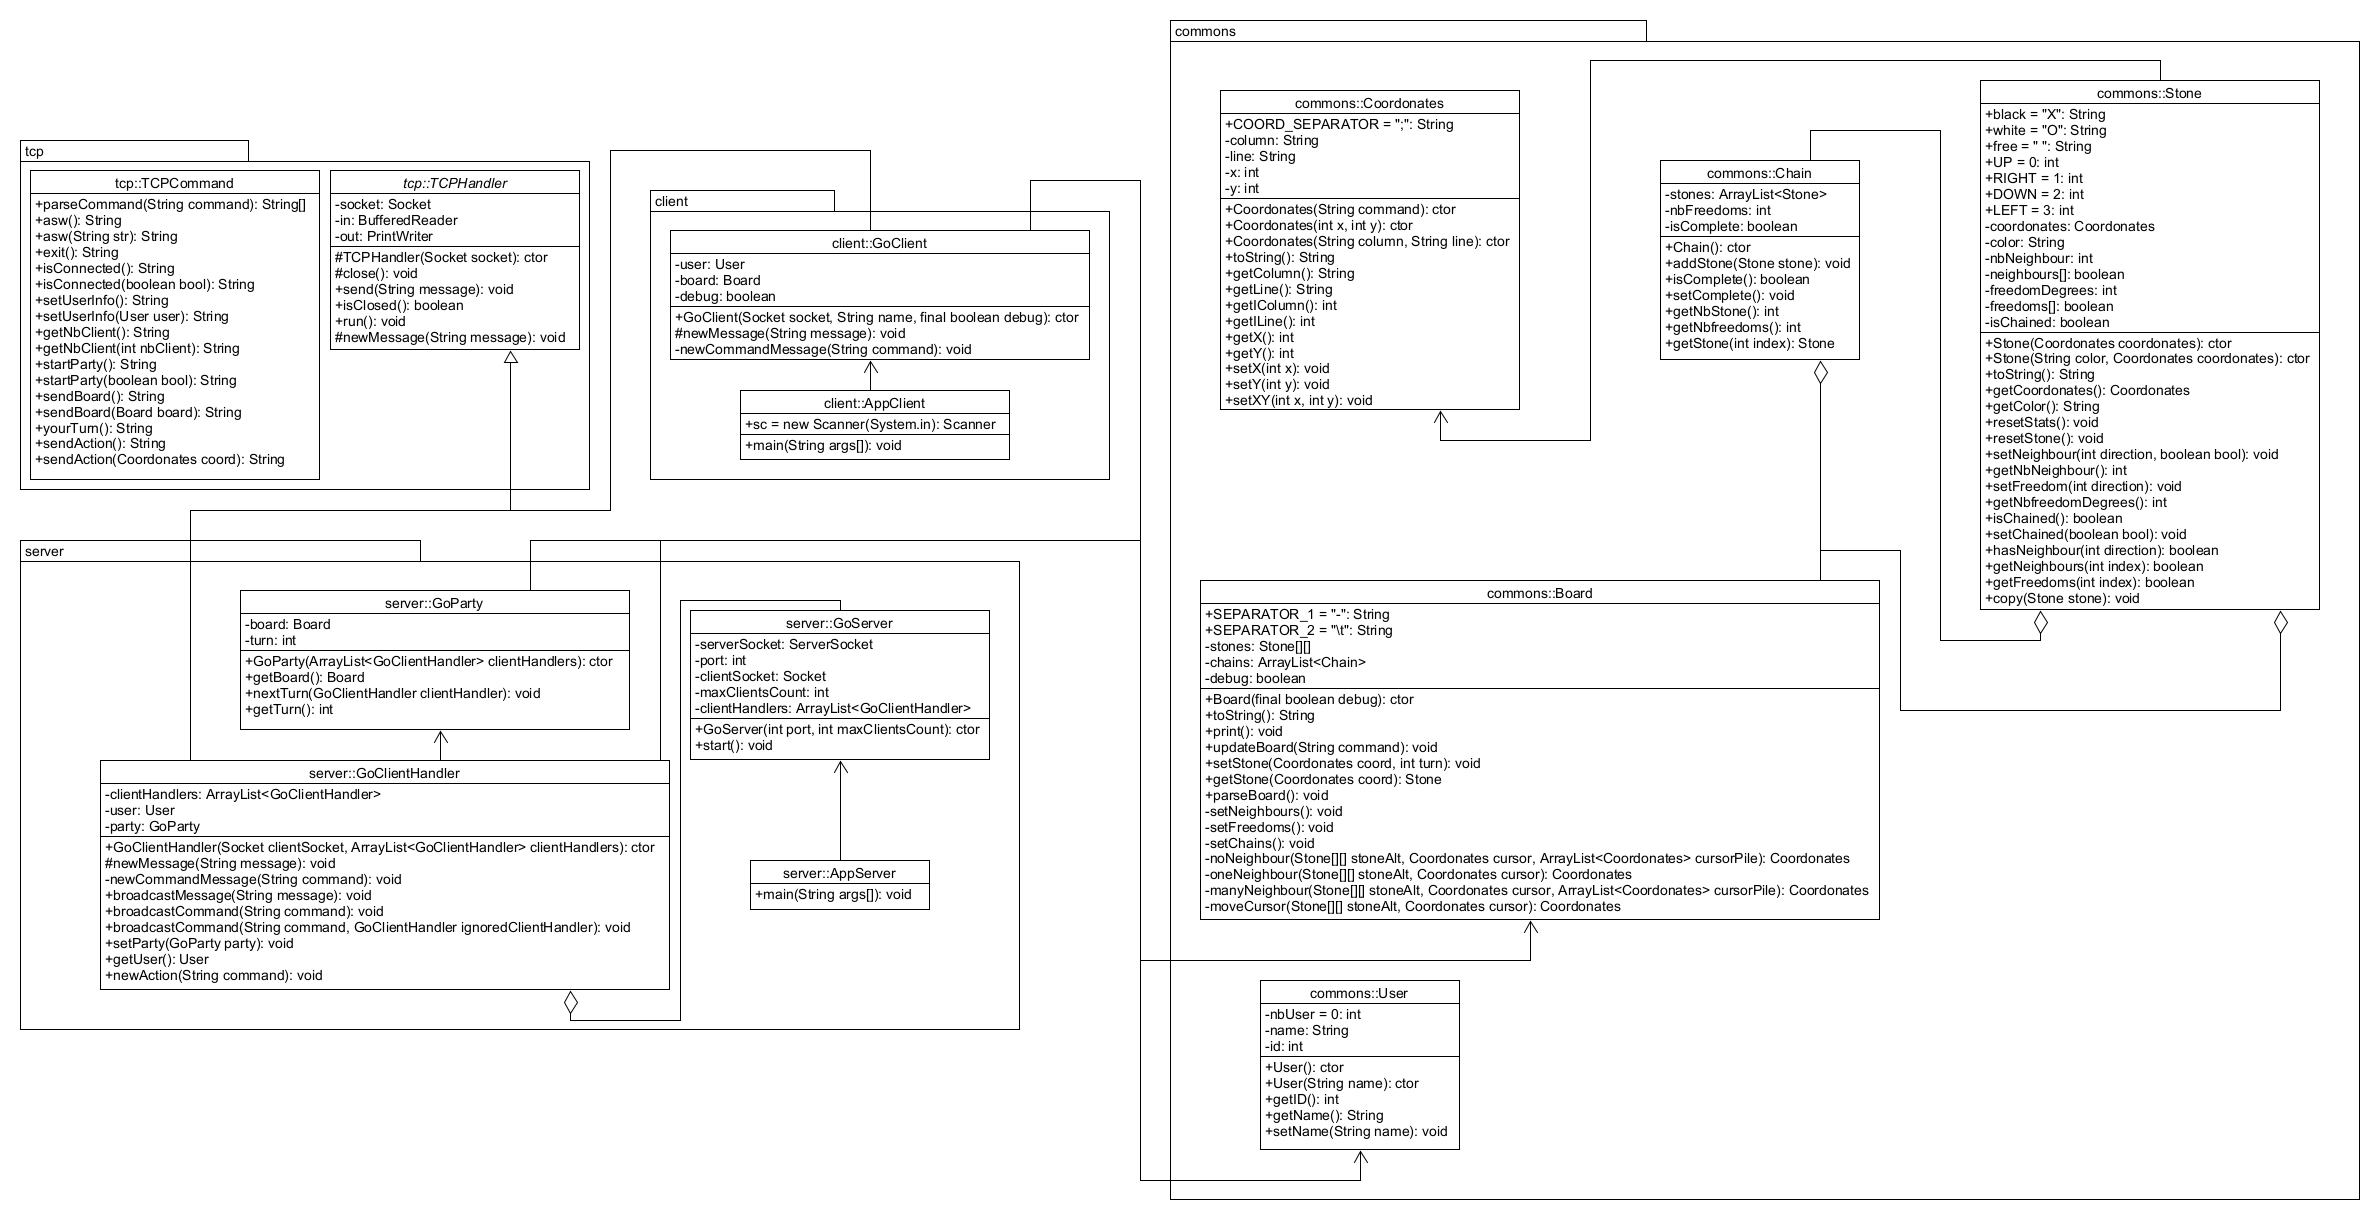 tcp
tcp::TCPCommand
+parseCommand(String command): String[]
+asw(): String
+asw(String str): String
+exit(): String
+isConnected(): String
+isConnected(boolean bool): String
+setUserInfo(): String
+setUserInfo(User user): String
+getNbClient(): String
+getNbClient(int nbClient): String
+startParty(): String
+startParty(boolean bool): String
+sendBoard(): String
+sendBoard(Board board): String
+yourTurn(): String
+sendAction(): String
+sendAction(Coordonates coord): String
tcp::TCPHandler
-socket: Socket
-in: BufferedReader
-out: PrintWriter
#TCPHandler(Socket socket): ctor
#close(): void
+send(String message): void
+isClosed(): boolean
+run(): void
#newMessage(String message): void
client
client::GoClient
-user: User
-board: Board
-debug: boolean
+GoClient(Socket socket, String name, final boolean debug): ctor
#newMessage(String message): void
-newCommandMessage(String command): void
client::AppClient
+sc = new Scanner(System.in): Scanner
+main(String args[]): void
server
server::GoParty
-board: Board
-turn: int
+GoParty(ArrayList<GoClientHandler> clientHandlers): ctor
+getBoard(): Board
+nextTurn(GoClientHandler clientHandler): void
+getTurn(): int
server::GoServer
-serverSocket: ServerSocket
-port: int
-clientSocket: Socket
-maxClientsCount: int
-clientHandlers: ArrayList<GoClientHandler>
+GoServer(int port, int maxClientsCount): ctor
+start(): void
server::GoClientHandler
-clientHandlers: ArrayList<GoClientHandler>
-user: User
-party: GoParty
+GoClientHandler(Socket clientSocket, ArrayList<GoClientHandler> clientHandlers): ctor
#newMessage(String message): void
-newCommandMessage(String command): void
+broadcastMessage(String message): void
+broadcastCommand(String command): void
+broadcastCommand(String command, GoClientHandler ignoredClientHandler): void
+setParty(GoParty party): void
+getUser(): User
+newAction(String command): void
server::AppServer
+main(String args[]): void
commons
commons::Coordonates
+COORD_SEPARATOR = ";": String
-column: String
-line: String
-x: int
-y: int
+Coordonates(String command): ctor
+Coordonates(int x, int y): ctor
+Coordonates(String column, String line): ctor
+toString(): String
+getColumn(): String
+getLine(): String
+getIColumn(): int
+getILine(): int
+getX(): int
+getY(): int
+setX(int x): void
+setY(int y): void
+setXY(int x, int y): void
commons::Chain
-stones: ArrayList<Stone>
-nbFreedoms: int
-isComplete: boolean
+Chain(): ctor
+addStone(Stone stone): void
+isComplete(): boolean
+setComplete(): void
+getNbStone(): int
+getNbfreedoms(): int
+getStone(int index): Stone
commons::Stone
+black = "X": String
+white = "O": String
+free = " ": String
+UP = 0: int
+RIGHT = 1: int
+DOWN = 2: int
+LEFT = 3: int
-coordonates: Coordonates
-color: String
-nbNeighbour: int
-neighbours[]: boolean
-freedomDegrees: int
-freedoms[]: boolean
-isChained: boolean
+Stone(Coordonates coordonates): ctor
+Stone(String color, Coordonates coordonates): ctor
+toString(): String
+getCoordonates(): Coordonates
+getColor(): String
+resetStats(): void
+resetStone(): void
+setNeighbour(int direction, boolean bool): void
+getNbNeighbour(): int
+setFreedom(int direction): void
+getNbfreedomDegrees(): int
+isChained(): boolean
+setChained(boolean bool): void
+hasNeighbour(int direction): boolean
+getNeighbours(int index): boolean
+getFreedoms(int index): boolean
+copy(Stone stone): void
commons::Board
+SEPARATOR_1 = "-": String
+SEPARATOR_2 = "\t": String
-stones: Stone[][]
-chains: ArrayList<Chain>
-debug: boolean
+Board(final boolean debug): ctor
+toString(): String
+print(): void
+updateBoard(String command): void
+setStone(Coordonates coord, int turn): void
+getStone(Coordonates coord): Stone
+parseBoard(): void
-setNeighbours(): void
-setFreedoms(): void
-setChains(): void
-noNeighbour(Stone[][] stoneAlt, Coordonates cursor, ArrayList<Coordonates> cursorPile): Coordonates
-oneNeighbour(Stone[][] stoneAlt, Coordonates cursor): Coordonates
-manyNeighbour(Stone[][] stoneAlt, Coordonates cursor, ArrayList<Coordonates> cursorPile): Coordonates
-moveCursor(Stone[][] stoneAlt, Coordonates cursor): Coordonates
commons::User
-nbUser = 0: int
-name: String
-id: int
+User(): ctor
+User(String name): ctor
+getID(): int
+getName(): String
+setName(String name): void